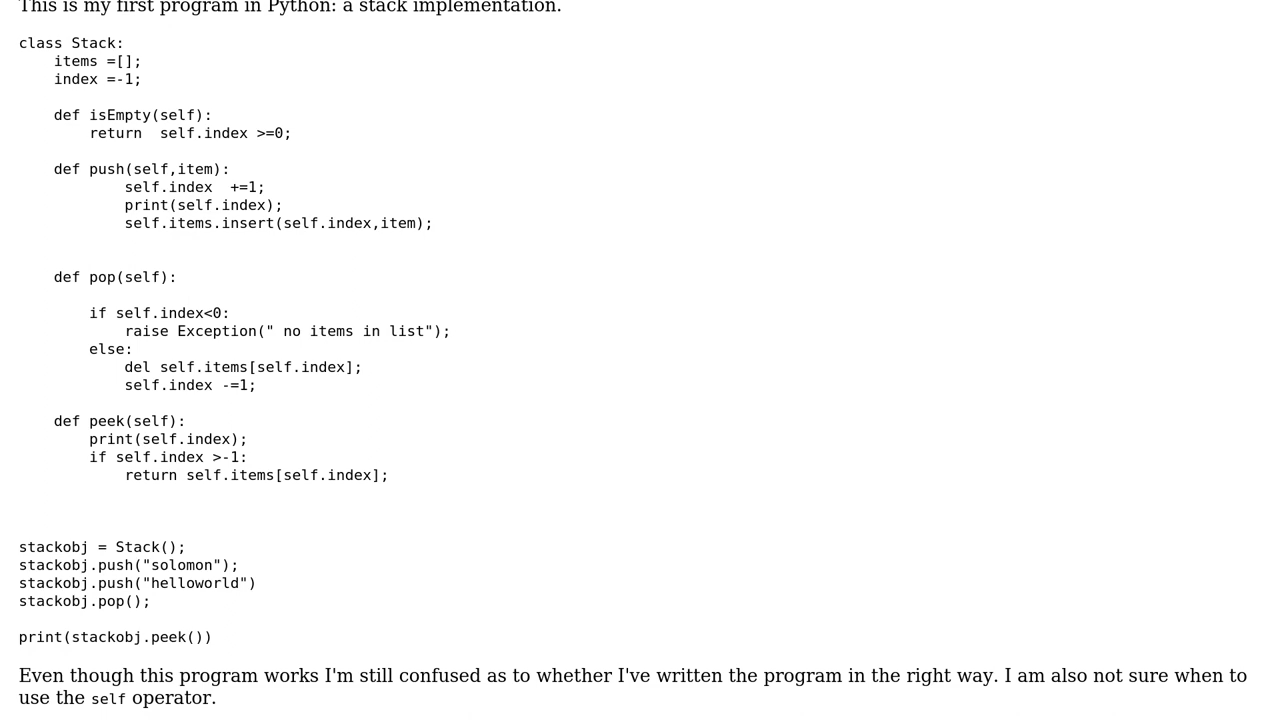 This is my first program in Python: a stack implementation.
class Stack:
    items =[];
    index =-1;
    def isEmpty(self):
        return  self.index >=0;
    def push(self,item):
            self.index  +=1;
            print(self.index);
            self.items.insert(self.index,item);
    def pop(self):
        if self.index<0:
            raise Exception(" no items in list");
        else:
            del self.items[self.index];
            self.index -=1;
    def peek(self):
        print(self.index);
        if self.index >-1:
            return self.items[self.index];
stackobj = Stack();
stackobj.push("solomon");
stackobj.push("helloworld")
stackobj.pop();
print(stackobj.peek())
Even though this program works I'm still confused as to whether I've written the program in the right way. I am also not sure when to
use the self operator.